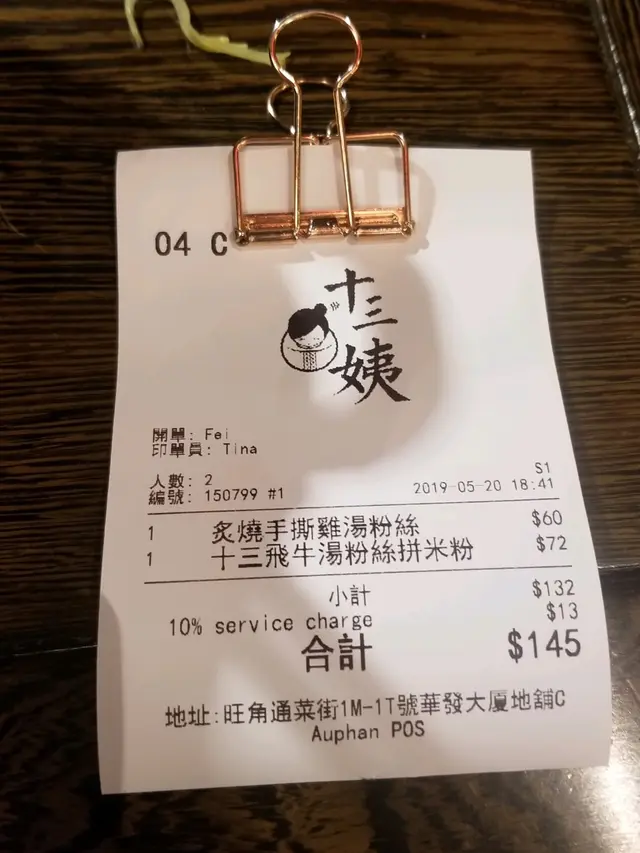 04 C
十三姨
開單: Fei
印單員: Tina
人數: 2
S1
編號: 150799 #1
2019-05-20 18:41
1 炙燒手撕雞湯粉絲 $60
1 十三飛牛湯粉絲拼米粉 $72
小計 $132
10% service charge $13
合計 $145
地址:旺角通菜街1M-1T號華發大厦地舖C
Auphan POS